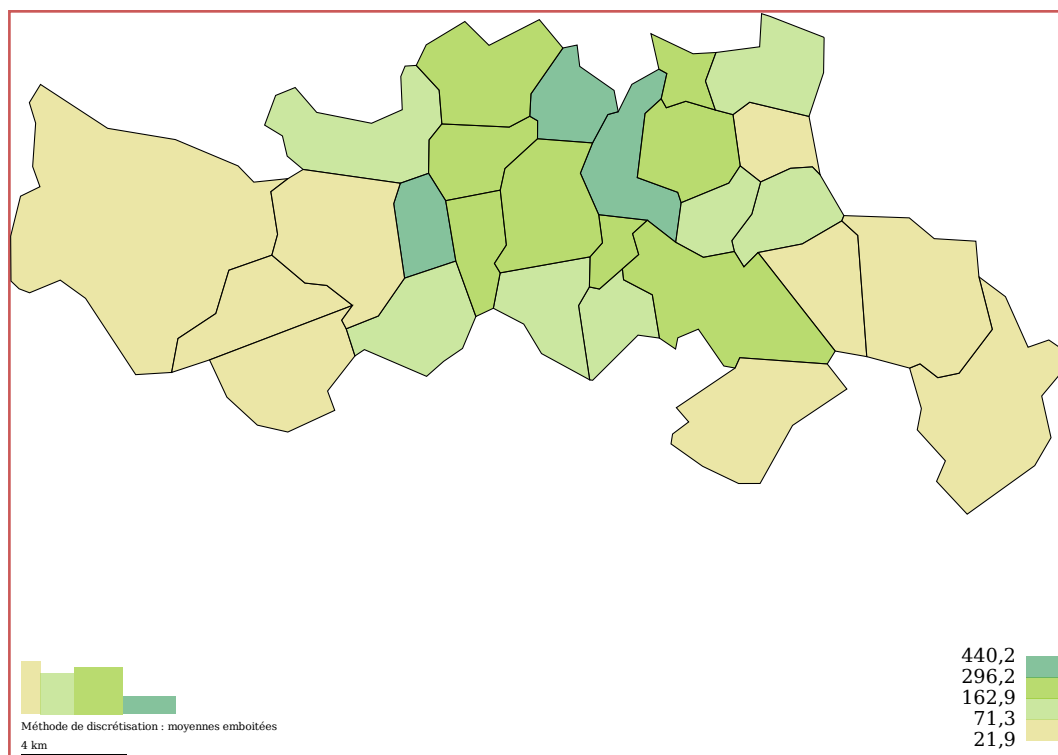 440,2
296,2
162,9
71,3
21,9
Méthode de discrétisation : moyennes emboitées
4 km